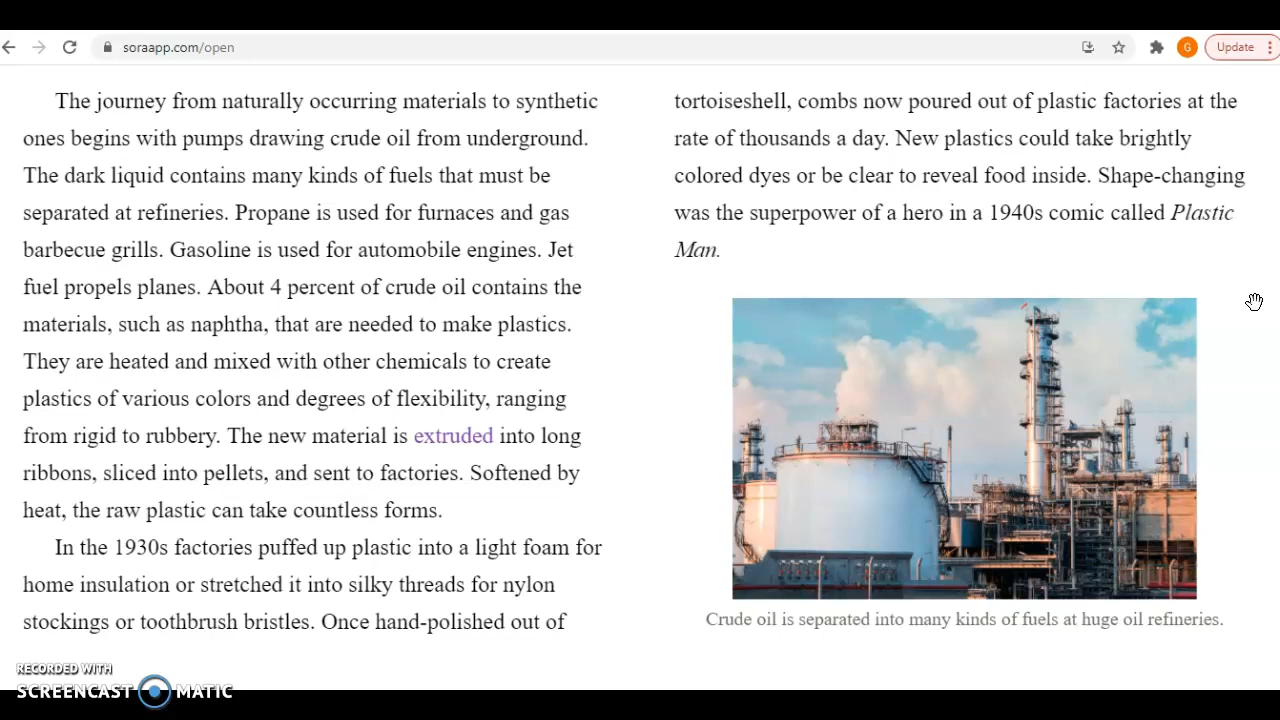 soraapp.com/open
G
Update
The journey from naturally occurring materials to synthetic
ones begins with pumps drawing crude oil from underground.
The dark liquid contains many kinds of fuels that must be
separated at refineries. Propane is used for furnaces and gas
barbecue grills. Gasoline is used for automobile engines. Jet
fuel propels planes. About 4 percent of crude oil contains the
materials, such as naphtha, that are needed to make plastics.
They are heated and mixed with other chemicals to create
plastics of various colors and degrees of flexibility, ranging
from rigid to rubbery. The new material is extruded into long
ribbons, sliced into pellets, and sent to factories. Softened by
heat, the raw plastic can take countless forms.
In the 1930s factories puffed up plastic into a light foam for
home insulation or stretched it into silky threads for nylon
stockings or toothbrush bristles. Once hand-polished out of
tortoiseshell, combs now poured out of plastic factories at the
rate of thousands a day. New plastics could take brightly
colored dyes or be clear to reveal food inside. Shape-changing
was the superpower of a hero in a 1940s comic called Plastic
Man.
Crude oil is separated into many kinds of fuels at huge oil refineries.
RECORDED WITH
SCREENCAST MATIC